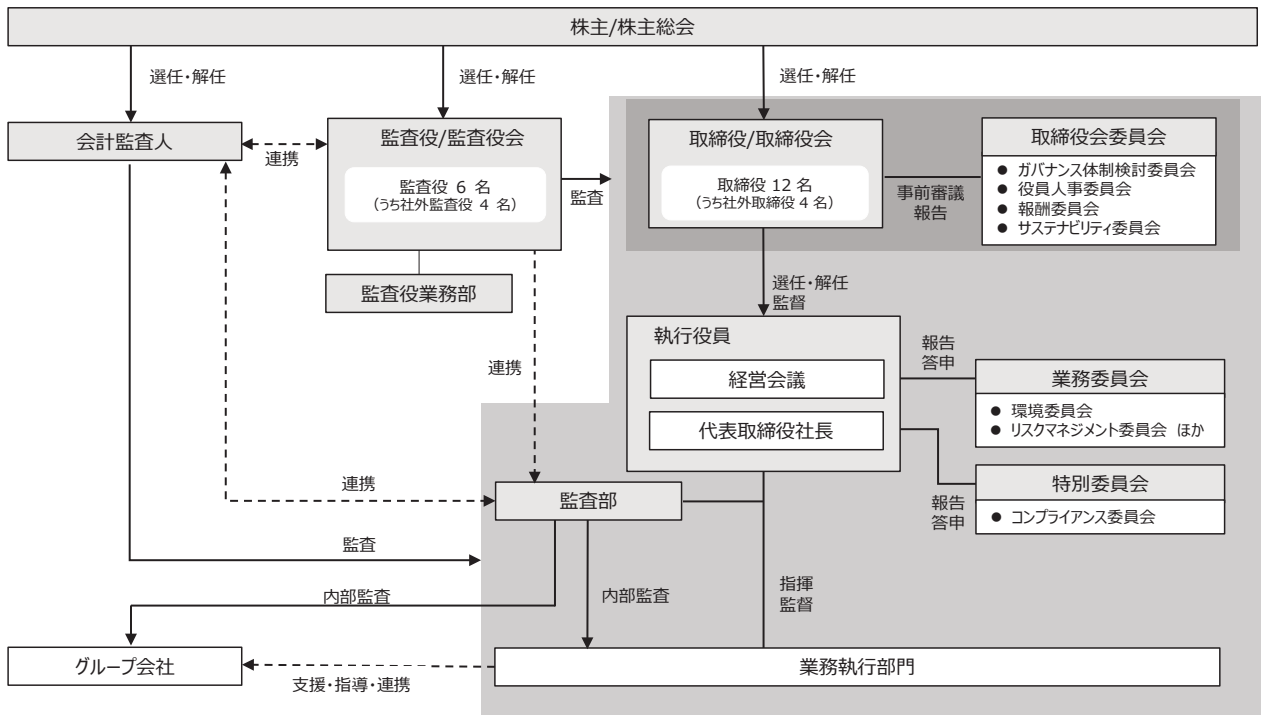 株主/株主総会
選任・解任
選任・解任
選任・解任
会計監査人
連携
監査役/監査役会
監査役 6 名
(うち社外監査役 4 名)
監査
取締役/取締役会
取締役 12 名
(うち社外取締役 4 名)
事前審議
報告
取締役会委員会
● ガバナンス体制検討委員会
● 役員人事委員会
● 報酬委員会
● サステナビリティ委員会
監査役業務部
選任・解任
監督
連携
執行役員
経営会議
代表取締役社長
報告
答申
業務委員会
● 環境委員会
● リスクマネジメント委員会 ほか
報告
答申
特別委員会
● コンプライアンス委員会
連携
監査部
監査
内部監査
内部監査
指揮
監督
グループ会社
支援・指導・連携
業務執行部門